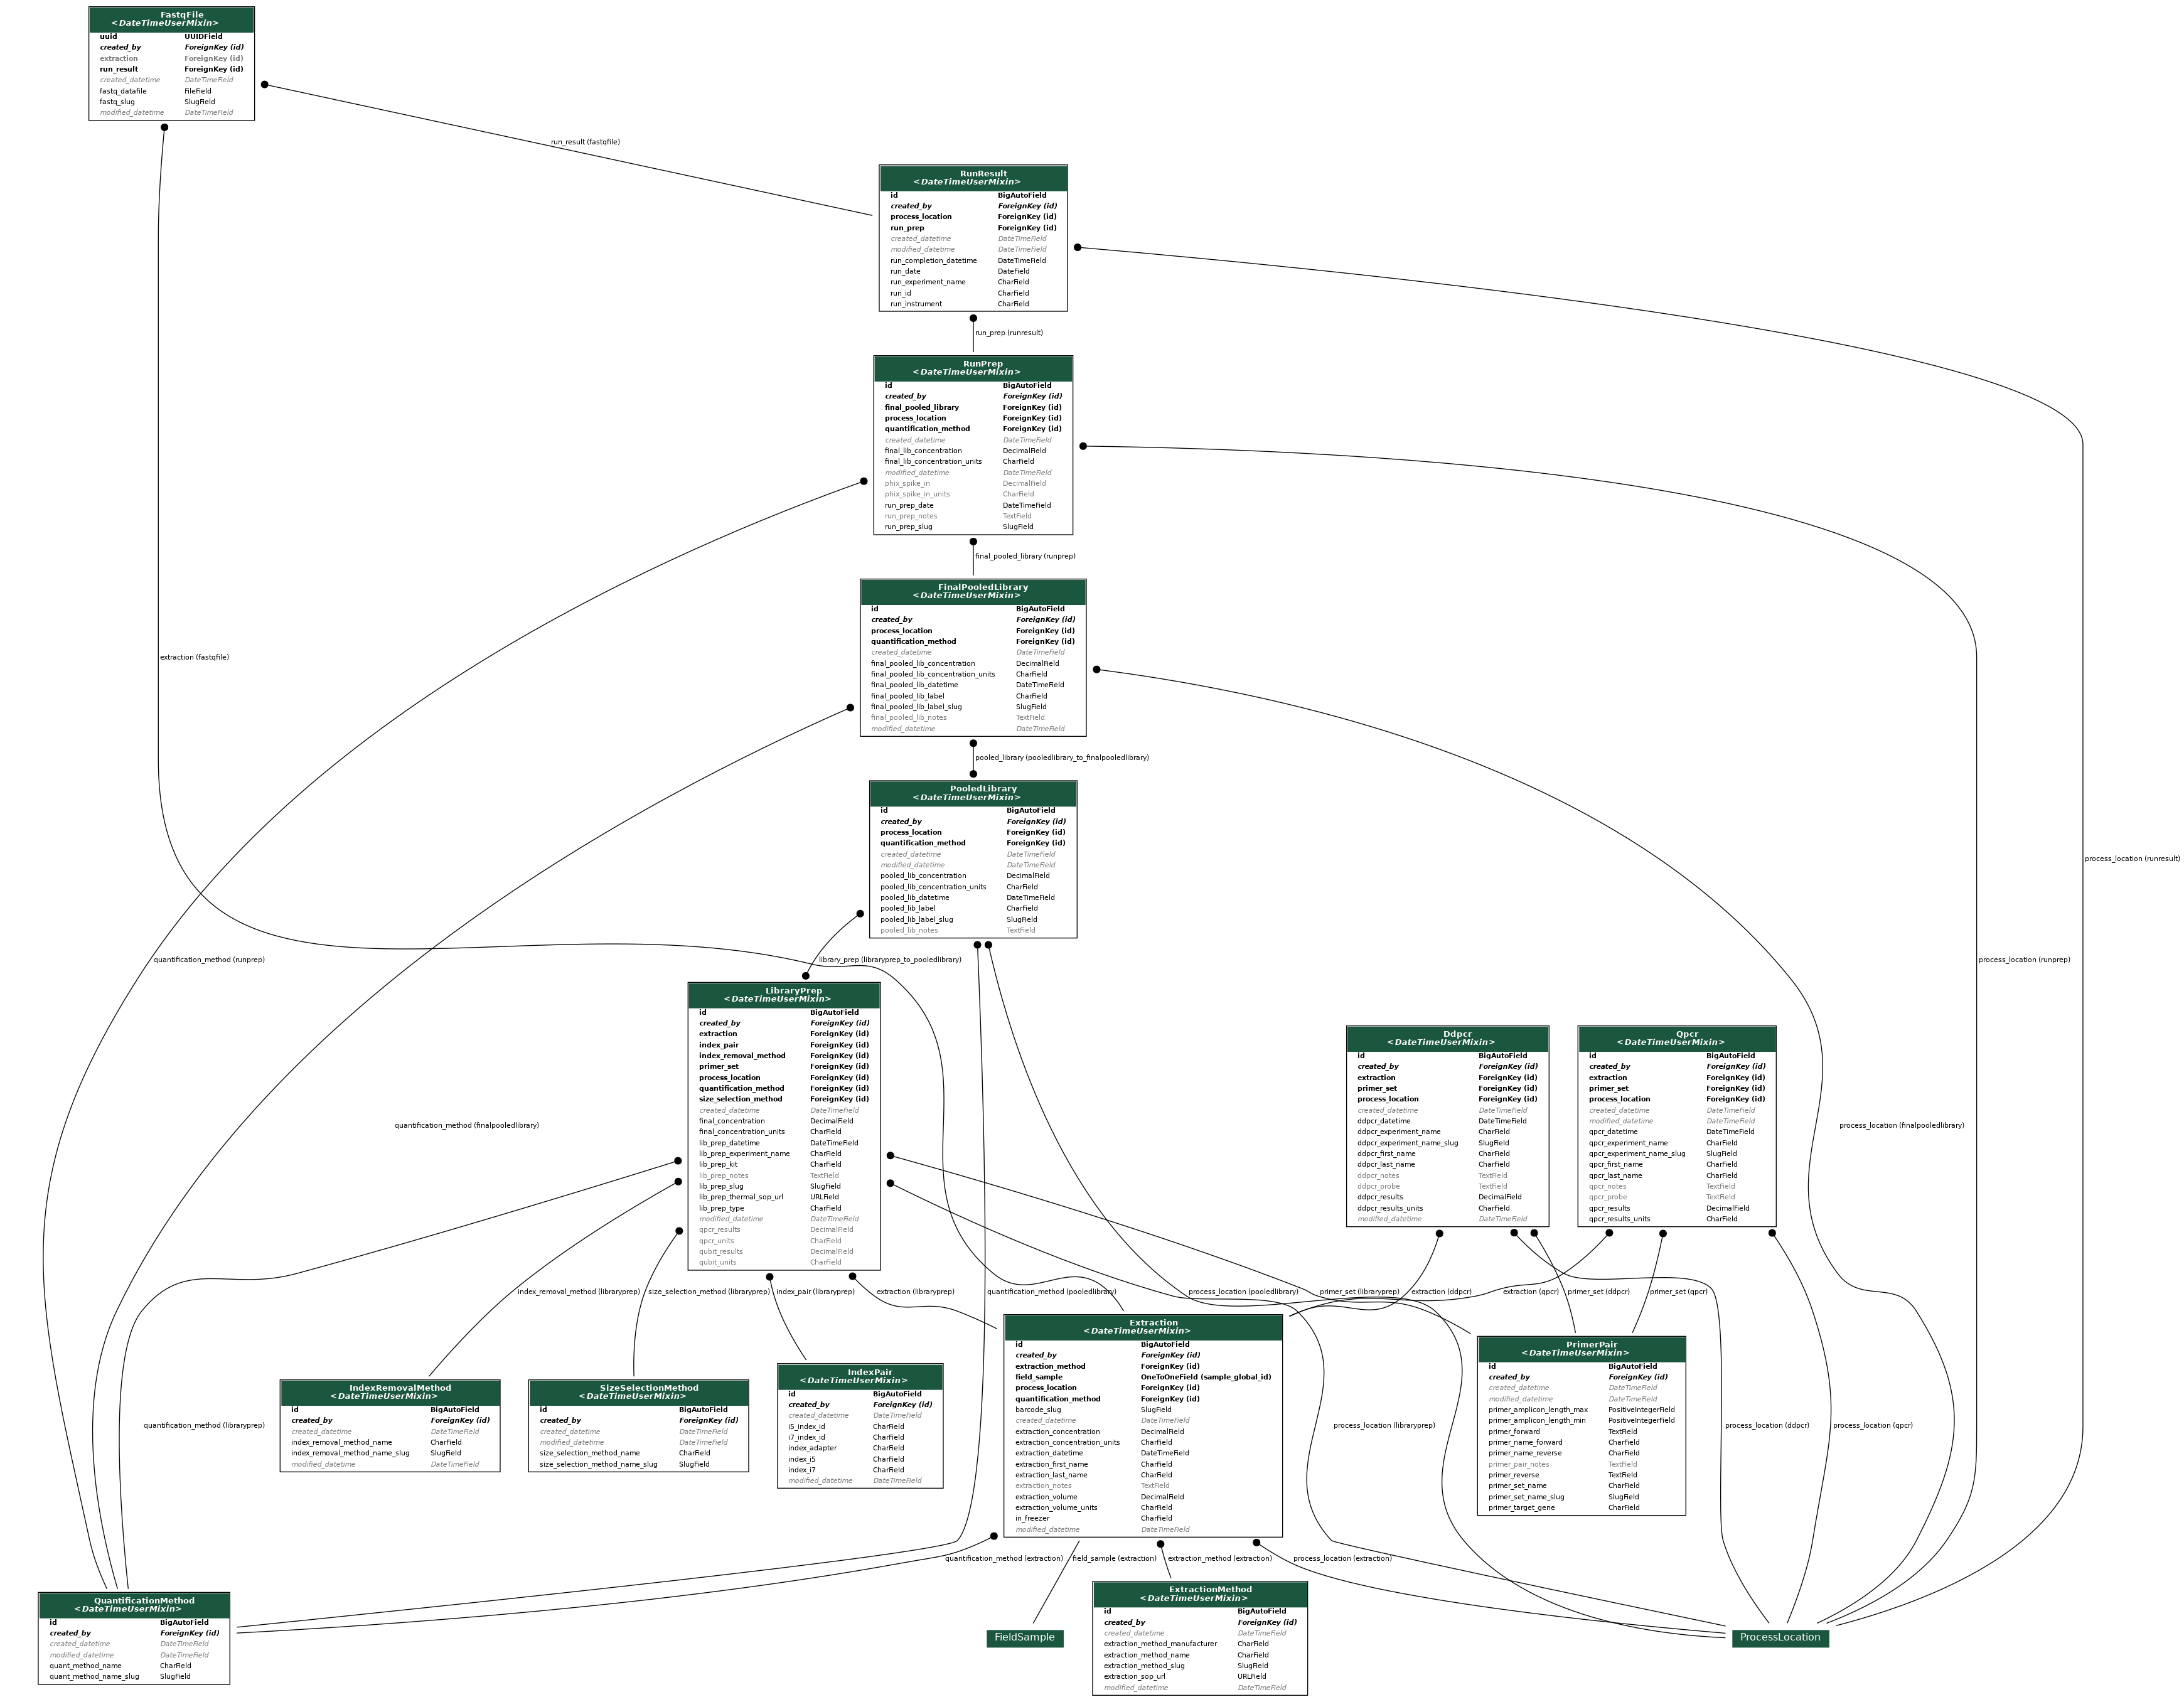 FastqFile
<DateTimeUserMixin>
uuid UUIDField
created_by ForeignKey (id)
extraction ForeignKey (id)
run_result ForeignKey (id)
created_datetime DateTimeField
fastq_datafile FileField
fastq_slug SlugField
modified_datetime DateTimeField
run_result (fastqfile)
RunResult
<DateTimeUserMixin>
id BigAutoField
created_by ForeignKey (id)
process_location ForeignKey (id)
run_prep ForeignKey (id)
created_datetime DateTimeField
modified_datetime DateTimeField
run_completion_datetime DateTimeField
run_date DateField
run_experiment_name CharField
run_id CharField
run_instrument CharField
run_prep (runresult)
RunPrep
<DateTimeUserMixin>
id BigAutoField
created_by ForeignKey (id)
final_pooled_library ForeignKey (id)
process_location ForeignKey (id)
quantification_method ForeignKey (id)
created_datetime DateTimeField
final_lib_concentration DecimalField
final_lib_concentration_units CharField
modified_datetime DateTimeField
phix_spike_in DecimalField
phix_spike_in_units CharField
run_prep_date DateTimeField
run_prep_notes TextField
run_prep_slug SlugField
final_pooled_library (runprep)
FinalPooledLibrary
<DateTimeUserMixin>
id BigAutoField
created_by ForeignKey (id)
process_location ForeignKey (id)
quantification_method ForeignKey (id)
created_datetime DateTimeField
final_pooled_lib_concentration DecimalField
final_pooled_lib_concentration_units CharField
final_pooled_lib_datetime DateTimeField
final_pooled_lib_label CharField
final_pooled_lib_label_slug SlugField
final_pooled_lib_notes TextField
modified_datetime DateTimeField
extraction (fastqfile)
pooled_library (pooledlibrary_to_finalpooledlibrary)
PooledLibrary
<DateTimeUserMixin>
id BigAutoField
created_by ForeignKey (id)
process_location ForeignKey (id)
quantification_method ForeignKey (id)
created_datetime DateTimeField
modified_datetime DateTimeField
pooled_lib_concentration DecimalField
pooled_lib_concentration_units CharField
pooled_lib_datetime DateTimeField
pooled_lib_label CharField
pooled_lib_label_slug SlugField
pooled_lib_notes TextField
process_location (runresult)
quantification_method (runprep)
library_prep (libraryprep_to_pooledlibrary)
process_location (runprep)
LibraryPrep
<DateTimeUserMixin>
id BigAutoField
created_by ForeignKey (id)
extraction ForeignKey (id)
index_pair ForeignKey (id)
index_removal_method ForeignKey (id)
primer_set ForeignKey (id)
process_location ForeignKey (id)
quantification_method ForeignKey (id)
size_selection_method ForeignKey (id)
created_datetime DateTimeField
final_concentration DecimalField
final_concentration_units CharField
lib_prep_datetime DateTimeField
lib_prep_experiment_name CharField
lib_prep_kit CharField
lib_prep_notes TextField
lib_prep_slug SlugField
lib_prep_thermal_sop_url URLField
lib_prep_type CharField
modified_datetime DateTimeField
qpcr_results DecimalField
qpcr_units CharField
qubit_results DecimalField
qubit_units CharField
Ddpcr
<DateTimeUserMixin>
id BigAutoField
created_by ForeignKey (id)
extraction ForeignKey (id)
primer_set ForeignKey (id)
process_location ForeignKey (id)
created_datetime DateTimeField
ddpcr_datetime DateTimeField
ddpcr_experiment_name CharField
ddpcr_experiment_name_slug SlugField
ddpcr_first_name CharField
ddpcr_last_name CharField
ddpcr_notes TextField
ddpcr_probe TextField
ddpcr_results DecimalField
ddpcr_results_units CharField
modified_datetime DateTimeField
Qpcr
<DateTimeUserMixin>
id BigAutoField
created_by ForeignKey (id)
extraction ForeignKey (id)
primer_set ForeignKey (id)
process_location ForeignKey (id)
created_datetime DateTimeField
modified_datetime DateTimeField
qpcr_datetime DateTimeField
qpcr_experiment_name CharField
qpcr_experiment_name_slug SlugField
qpcr_first_name CharField
qpcr_last_name CharField
qpcr_notes TextField
qpcr_probe TextField
qpcr_results DecimalField
qpcr_results_units CharField
quantification_method (finalpooledlibrary)
process_location (finalpooledlibrary)
index_removal_method (libraryprep)
size_selection_method (libraryprep)
index_pair (libraryprep)
extraction (libraryprep)
quantification_method (pooledlibrary)
process_location (pooledlibrary)
primer_set (libraryprep)
extraction (ddpcr)
extraction (qpcr)
primer_set (ddpcr)
primer_set (qpcr)
quantification_method (libraryprep)
IndexRemovalMethod
<DateTimeUserMixin>
id BigAutoField
created_by ForeignKey (id)
created_datetime DateTimeField
index_removal_method_name CharField
index_removal_method_name_slug SlugField
modified_datetime DateTimeField
SizeSelectionMethod
<DateTimeUserMixin>
id BigAutoField
created_by ForeignKey (id)
created_datetime DateTimeField
modified_datetime DateTimeField
size_selection_method_name CharField
size_selection_method_name_slug SlugField
IndexPair
<DateTimeUserMixin>
id BigAutoField
created_by ForeignKey (id)
created_datetime DateTimeField
i5_index_id CharField
i7_index_id CharField
index_adapter CharField
index_i5 CharField
index_i7 CharField
modified_datetime DateTimeField
Extraction
<DateTimeUserMixin>
id BigAutoField
created_by ForeignKey (id)
extraction_method ForeignKey (id)
field_sample OneToOneField (sample_global_id)
process_location ForeignKey (id)
quantification_method ForeignKey (id)
barcode_slug SlugField
created_datetime DateTimeField
extraction_concentration DecimalField
extraction_concentration_units CharField
extraction_datetime DateTimeField
extraction_first_name CharField
extraction_last_name CharField
extraction_notes TextField
extraction_volume DecimalField
extraction_volume_units CharField
in_freezer CharField
modified_datetime DateTimeField
process_location (libraryprep)
PrimerPair
<DateTimeUserMixin>
id BigAutoField
created_by ForeignKey (id)
created_datetime DateTimeField
modified_datetime DateTimeField
primer_amplicon_length_max PositiveIntegerField
primer_amplicon_length_min PositiveIntegerField
primer_forward TextField
primer_name_forward CharField
primer_name_reverse CharField
primer_pair_notes TextField
primer_reverse TextField
primer_set_name CharField
primer_set_name_slug SlugField
primer_target_gene CharField
process_location (ddpcr)
process_location (qpcr)
quantification_method (extraction)
field_sample (extraction)
extraction_method (extraction)
process_location (extraction)
QuantificationMethod
<DateTimeUserMixin>
id BigAutoField
created_by ForeignKey (id)
created_datetime DateTimeField
modified_datetime DateTimeField
quant_method_name CharField
quant_method_name_slug SlugField
FieldSample
ExtractionMethod
<DateTimeUserMixin>
id BigAutoField
created_by ForeignKey (id)
created_datetime DateTimeField
extraction_method_manufacturer CharField
extraction_method_name CharField
extraction_method_slug SlugField
extraction_sop_url URLField
modified_datetime DateTimeField
ProcessLocation